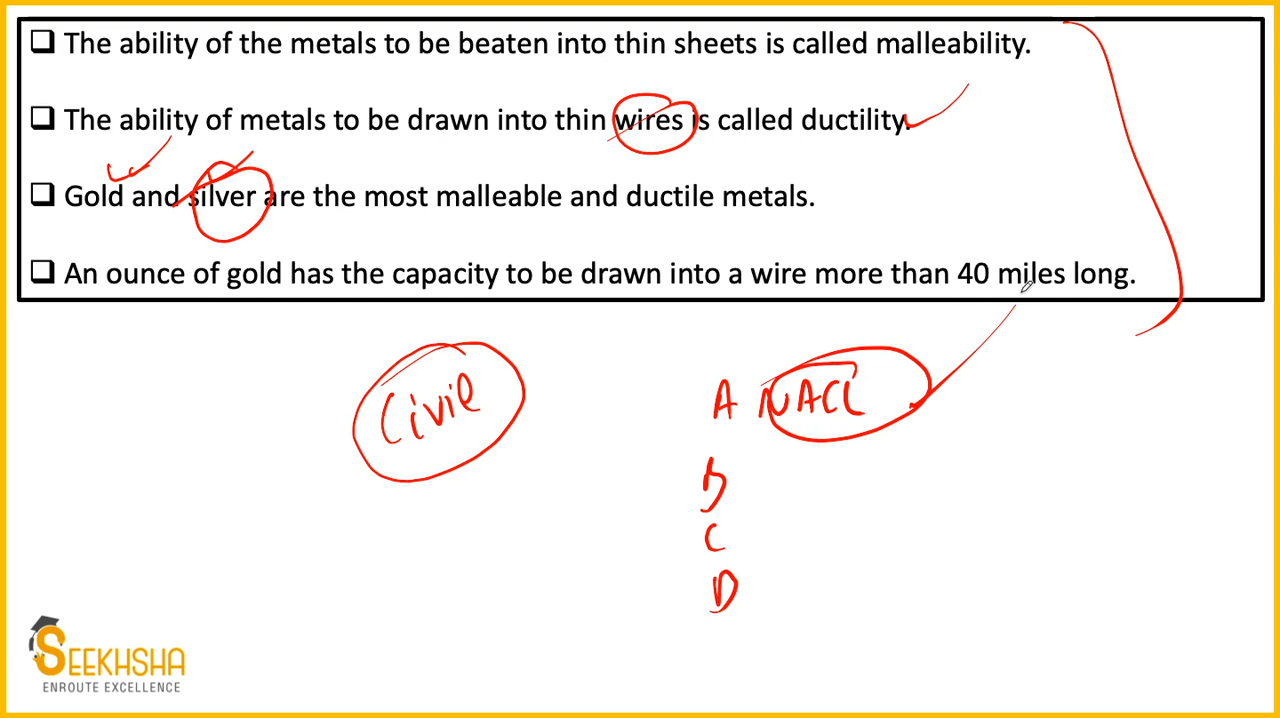 The ability of the metals to be beaten into thin sheets is called malleability.
The ability of metals to be drawn into thin wires is called ductility.
Gold and silver are the most malleable and ductile metals.
An ounce of gold has the capacity to be drawn into a wire more than 40 miles long.
Civil
A NACL
B
C
D
SEEKHSHA
ENROUTE EXCELLENCE